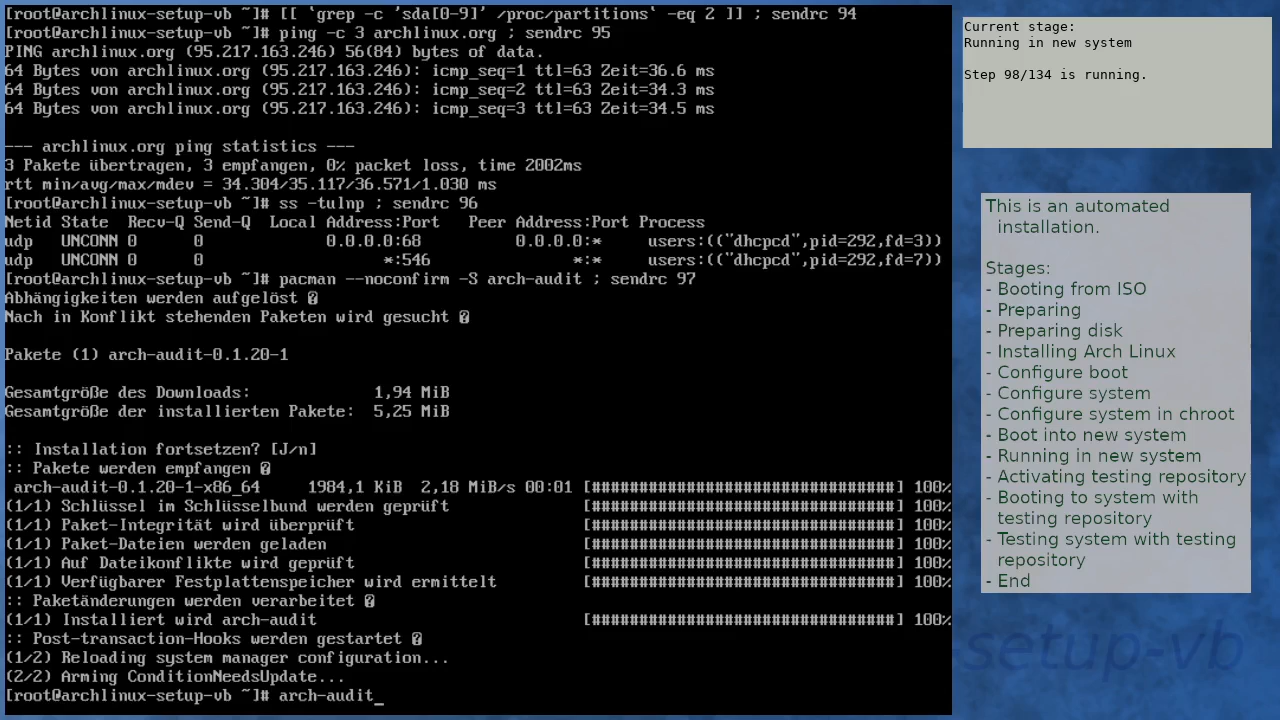 [root@archlinux-setup-vb ~]# [[ `grep -c 'sda[0-9]' /proc/partitions` -eq 2 ]] ; sendrc 94
[root@archlinux-setup-vb ~]# ping -c 3 archlinux.org ; sendrc 95
PING archlinux.org (95.217.163.246) 56(84) bytes of data.
64 Bytes von archlinux.org (95.217.163.246): icmp_seq=1 ttl=63 Zeit=36.6 ms
64 Bytes von archlinux.org (95.217.163.246): icmp_seq=2 ttl=63 Zeit=34.3 ms
64 Bytes von archlinux.org (95.217.163.246): icmp_seq=3 ttl=63 Zeit=34.5 ms
--- archlinux.org ping statistics ---
3 Pakete übertragen, 3 empfangen, 0% packet loss, time 2002ms
rtt min/avg/max/mdev = 34.304/35.117/36.571/1.030 ms
[root@archlinux-setup-vb ~]# ss -tulnp ; sendrc 96
Netid State  Recv-Q Send-Q  Local Address:Port   Peer Address:Port Process
udp   UNCONN 0      0             0.0.0.0:68          0.0.0.0:*     users:(("dhcpcd",pid=292,fd=3))
udp   UNCONN 0      0                   *:546               *:*     users:(("dhcpcd",pid=292,fd=7))
[root@archlinux-setup-vb ~]# pacman --noconfirm -S arch-audit ; sendrc 97
Abhängigkeiten werden aufgelöst �
Nach in Konflikt stehenden Paketen wird gesucht �
Pakete (1) arch-audit-0.1.20-1
Gesamtgröße des Downloads:             1,94 MiB
Gesamtgröße der installierten Pakete:  5,25 MiB
:: Installation fortsetzen? [J/n]
:: Pakete werden empfangen �
arch-audit-0.1.20-1-x86_64     1984,1 KiB  2,18 MiB/s 00:01 [################################] 100%
(1/1) Schlüssel im Schlüsselbund werden geprüft              [################################] 100%
(1/1) Paket-Integrität wird überprüft                        [################################] 100%
(1/1) Paket-Dateien werden geladen                           [################################] 100%
(1/1) Auf Dateikonflikte wird geprüft                        [################################] 100%
(1/1) Verfügbarer Festplattenspeicher wird ermittelt         [################################] 100%
:: Paketänderungen werden verarbeitet �
(1/1) Installiert wird arch-audit                            [################################] 100%
:: Post-transaction-Hooks werden gestartet �
(1/2) Reloading system manager configuration...
(2/2) Arming ConditionNeedsUpdate...
[root@archlinux-setup-vb ~]# arch-audit_
Current stage:
Running in new system
Step 98/134 is running.
This is an automated
installation.
Stages:
- Booting from ISO
- Preparing
- Preparing disk
- Installing Arch Linux
- Configure boot
- Configure system
- Configure system in chroot
- Boot into new system
- Running in new system
- Activating testing repository
- Booting to system with
testing repository
- Testing system with testing
repository
- End
setup-vb